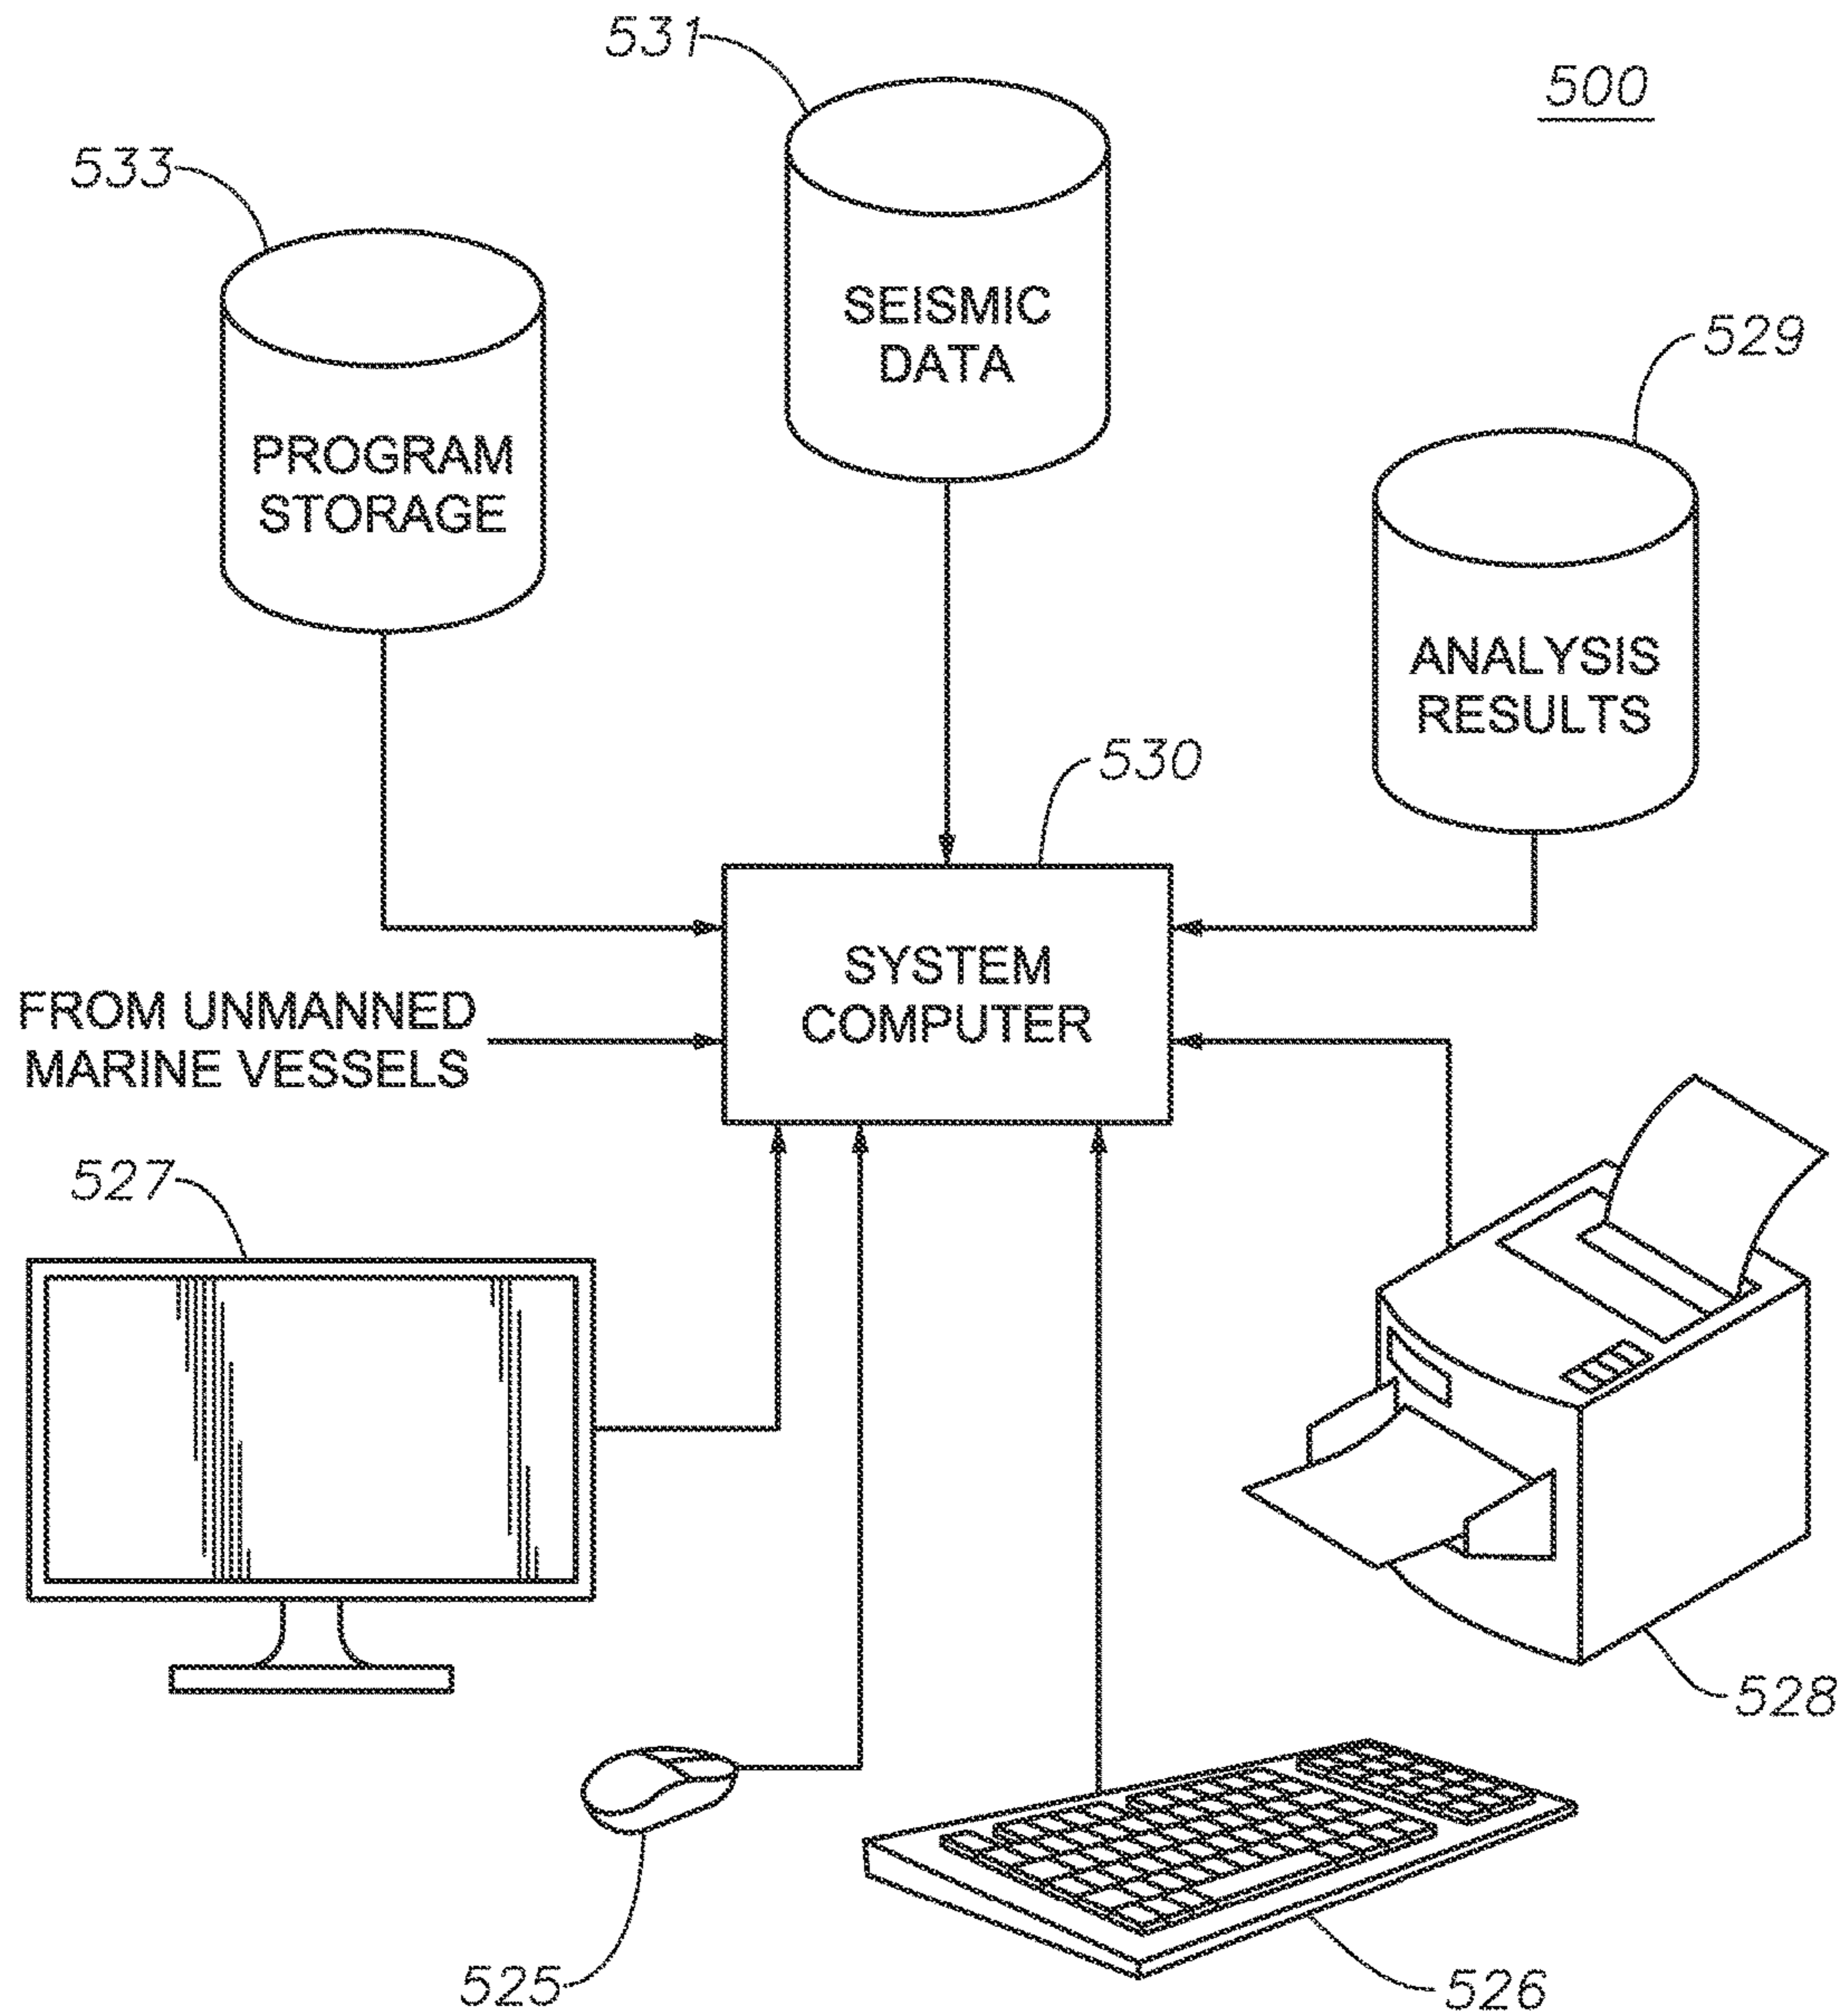 531
500
533
SEISMIC
DATA
529
PROGRAM
STORAGE
ANALYSIS
RESULTS
530
SYSTEM
COMPUTER
FROM UNMANNED
MARINE VESSELS
527
528
525
526